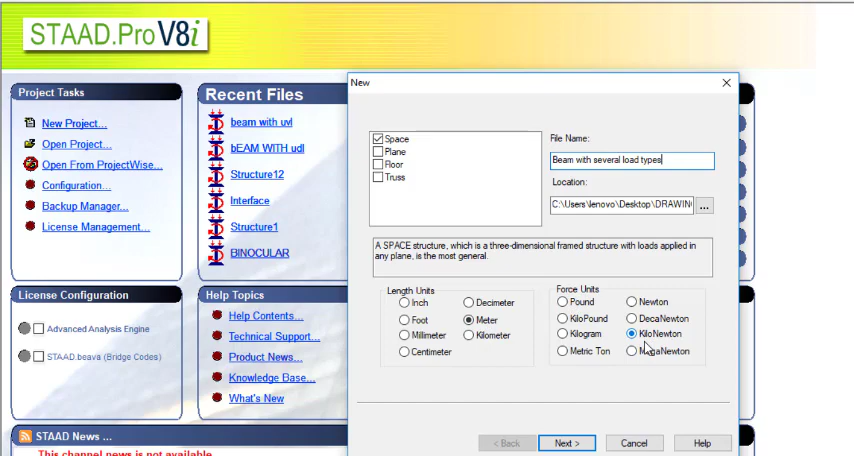 STAAD.Pro V8i
Project Tasks
New Project...
Open Project...
Open From ProjectWise...
Configuration...
Backup Manager...
License Management...
Recent Files
beam with uvl
bEAM WITH udl
Structure12
Interface
Structure1
BINOCULAR
License Configuration
Advanced Analysis Engine
STAAD.beava (Bridge Codes)
Help Topics
Help Contents...
Technical Support...
Product News...
Knowledge Base...
What's New
STAAD News ...
This channel news is not available
New
Space
Plane
Floor
Truss
File Name:
Beam with several load types
Location:
C:\Users\lenovo\Desktop\DRAWIN
...
A SPACE structure, which is a three-dimensional framed structure with loads applied in
any plane, is the most general.
Length Units
Inch
Decimeter
Foot
Meter
Millimeter
Kilometer
Centimeter
Force Units
Pound
Newton
KiloPound
DecaNewton
Kilogram
KiloNewton
Metric Ton
MegaNewton
< Back
Next >
Cancel
Help